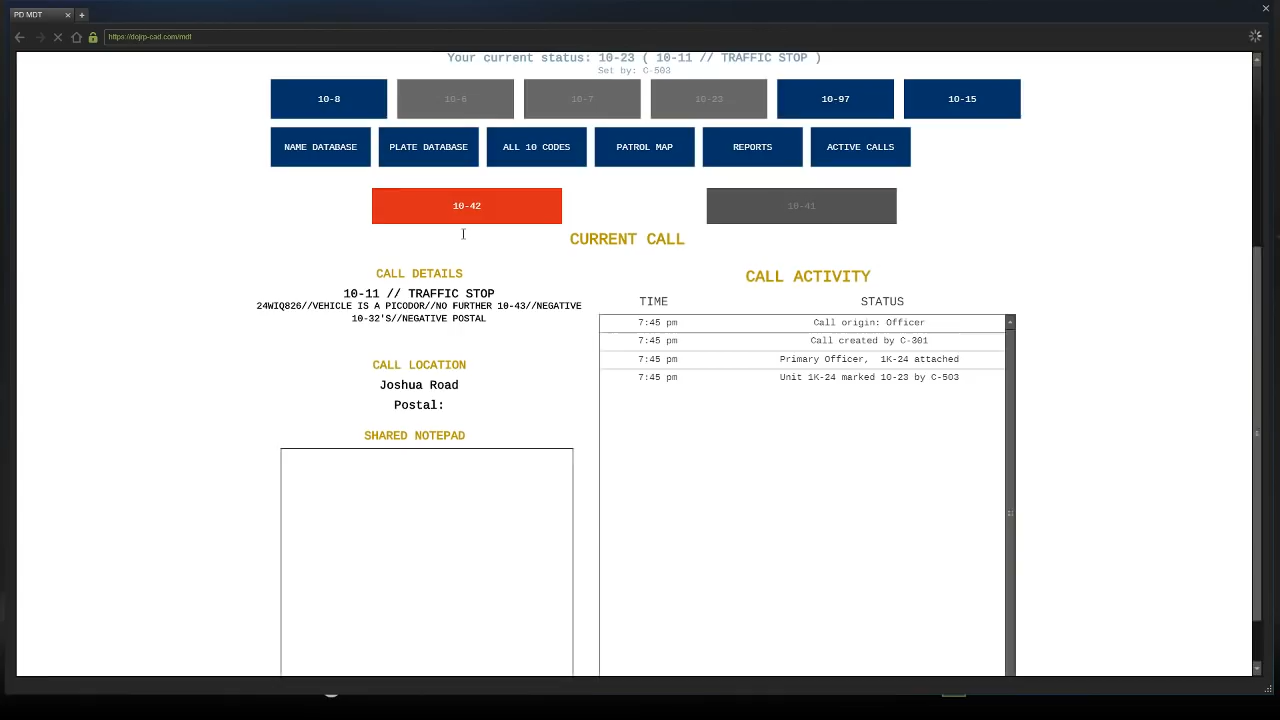 PD MDT
https://dojrp-cad.com/mdt
Your current status: 10-23 ( 10-11 // TRAFFIC STOP )
Set by: C-503
10-8 10-6 10-7 10-23 10-97 10-15
NAME DATABASE PLATE DATABASE ALL 10 CODES PATROL MAP REPORTS ACTIVE CALLS
10-42 10-41
CURRENT CALL
CALL DETAILS
10-11 // TRAFFIC STOP
24WIQ826//VEHICLE IS A PICODOR//NO FURTHER 10-43//NEGATIVE
10-32'S//NEGATIVE POSTAL
CALL LOCATION
Joshua Road
Postal:
SHARED NOTEPAD
CALL ACTIVITY
TIME STATUS
7:45 pm Call origin: Officer
7:45 pm Call created by C-301
7:45 pm Primary Officer, 1K-24 attached
7:45 pm Unit 1K-24 marked 10-23 by C-503